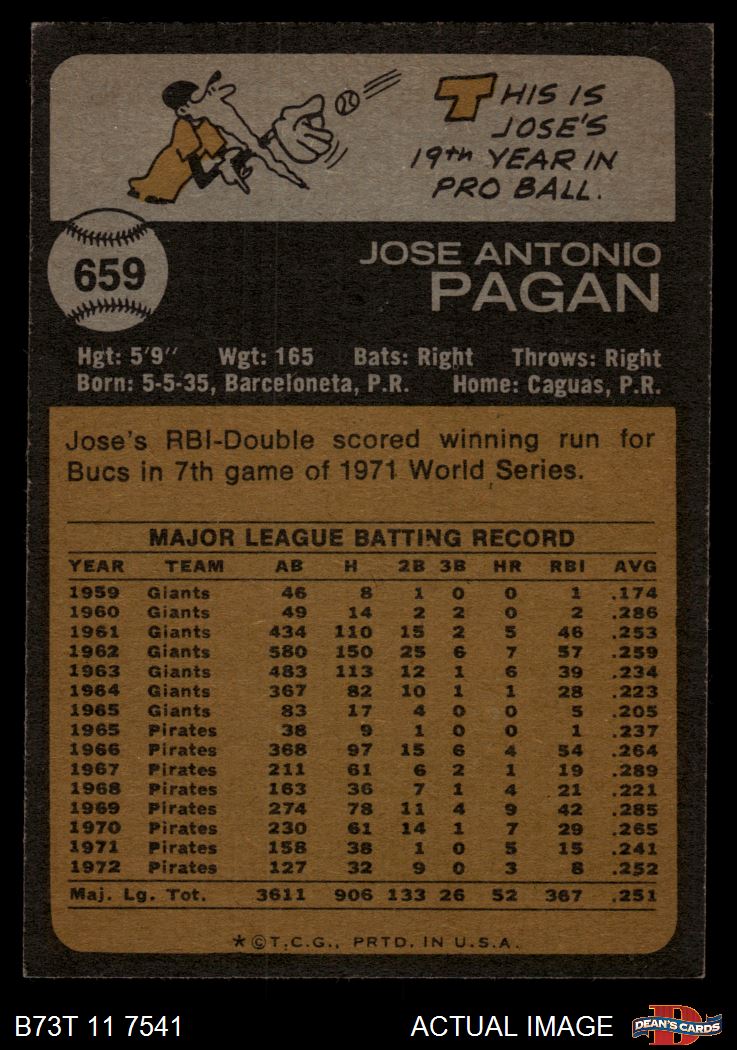 THIS IS
JOSE'S
19th YEAR IN
PRO BALL.
659
JOSE ANTONIO
PAGAN
Hgt: 5'9" Wgt: 165 Bats: Right Throws: Right
Born: 5-5-35, Barceloneta, P.R. Home: Caguas, P.R.
Jose's RBI-Double scored winning run for
Bucs in 7th game of 1971 World Series.
MAJOR LEAGUE BATTING RECORD
YEAR TEAM AB H 2B 3B HR RBI AVG
1959 Giants 46 8 1 0 0 1 .174
1960 Giants 49 14 2 2 0 2 .286
1961 Giants 434 110 15 2 5 46 .253
1962 Giants 580 150 25 6 7 57 .259
1963 Giants 483 113 12 1 6 39 .234
1964 Giants 367 82 10 1 1 28 .223
1965 Giants 83 17 4 0 0 5 .205
1965 Pirates 38 9 1 0 0 1 .237
1966 Pirates 368 97 15 6 4 54 .264
1967 Pirates 211 61 6 2 1 19 .289
1968 Pirates 163 36 7 1 4 21 .221
1969 Pirates 274 78 11 4 9 42 .285
1970 Pirates 230 61 14 1 7 29 .265
1971 Pirates 158 38 1 0 5 15 .241
1972 Pirates 127 32 9 0 3 8 .252
Maj. Lg. Tot. 3611 906 133 26 52 367 .251
*©T.C.G., PRTD. IN U.S.A.
B73T 11 7541 ACTUAL IMAGE D DEAN'S CARDS